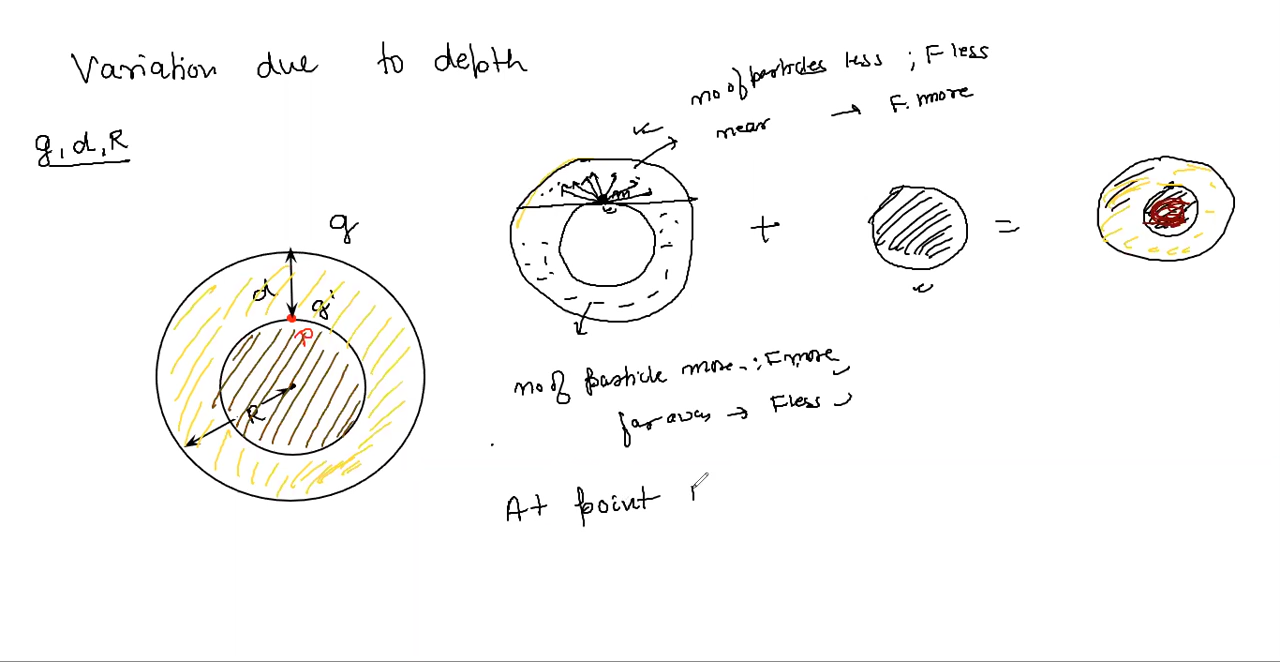 Variation due to depth
g, d, R
no of particles less ; F less
near → F. more
m
g
d
g'
P
R
+
=
no of particle more ; F more
far away → F less
At point